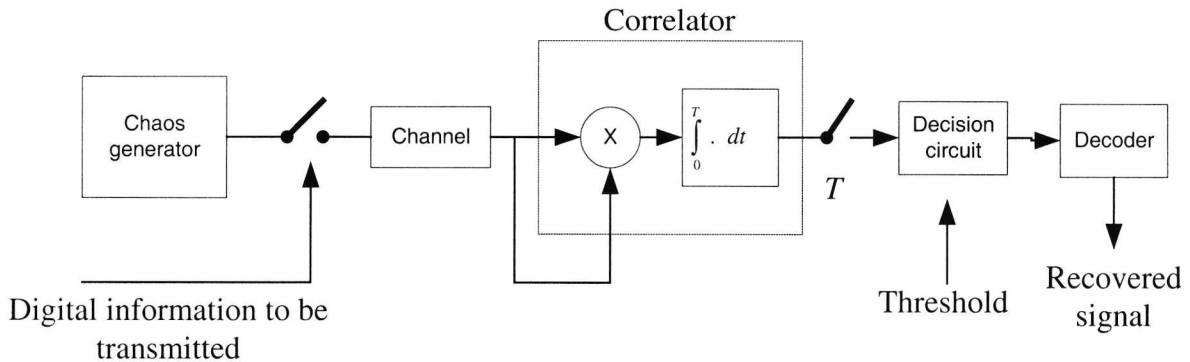 Correlator
Chaos
generator
Channel
X
T
∫ . dt
0
T
Decision
circuit
Decoder
Digital information to be
transmitted
Threshold
Recovered
signal